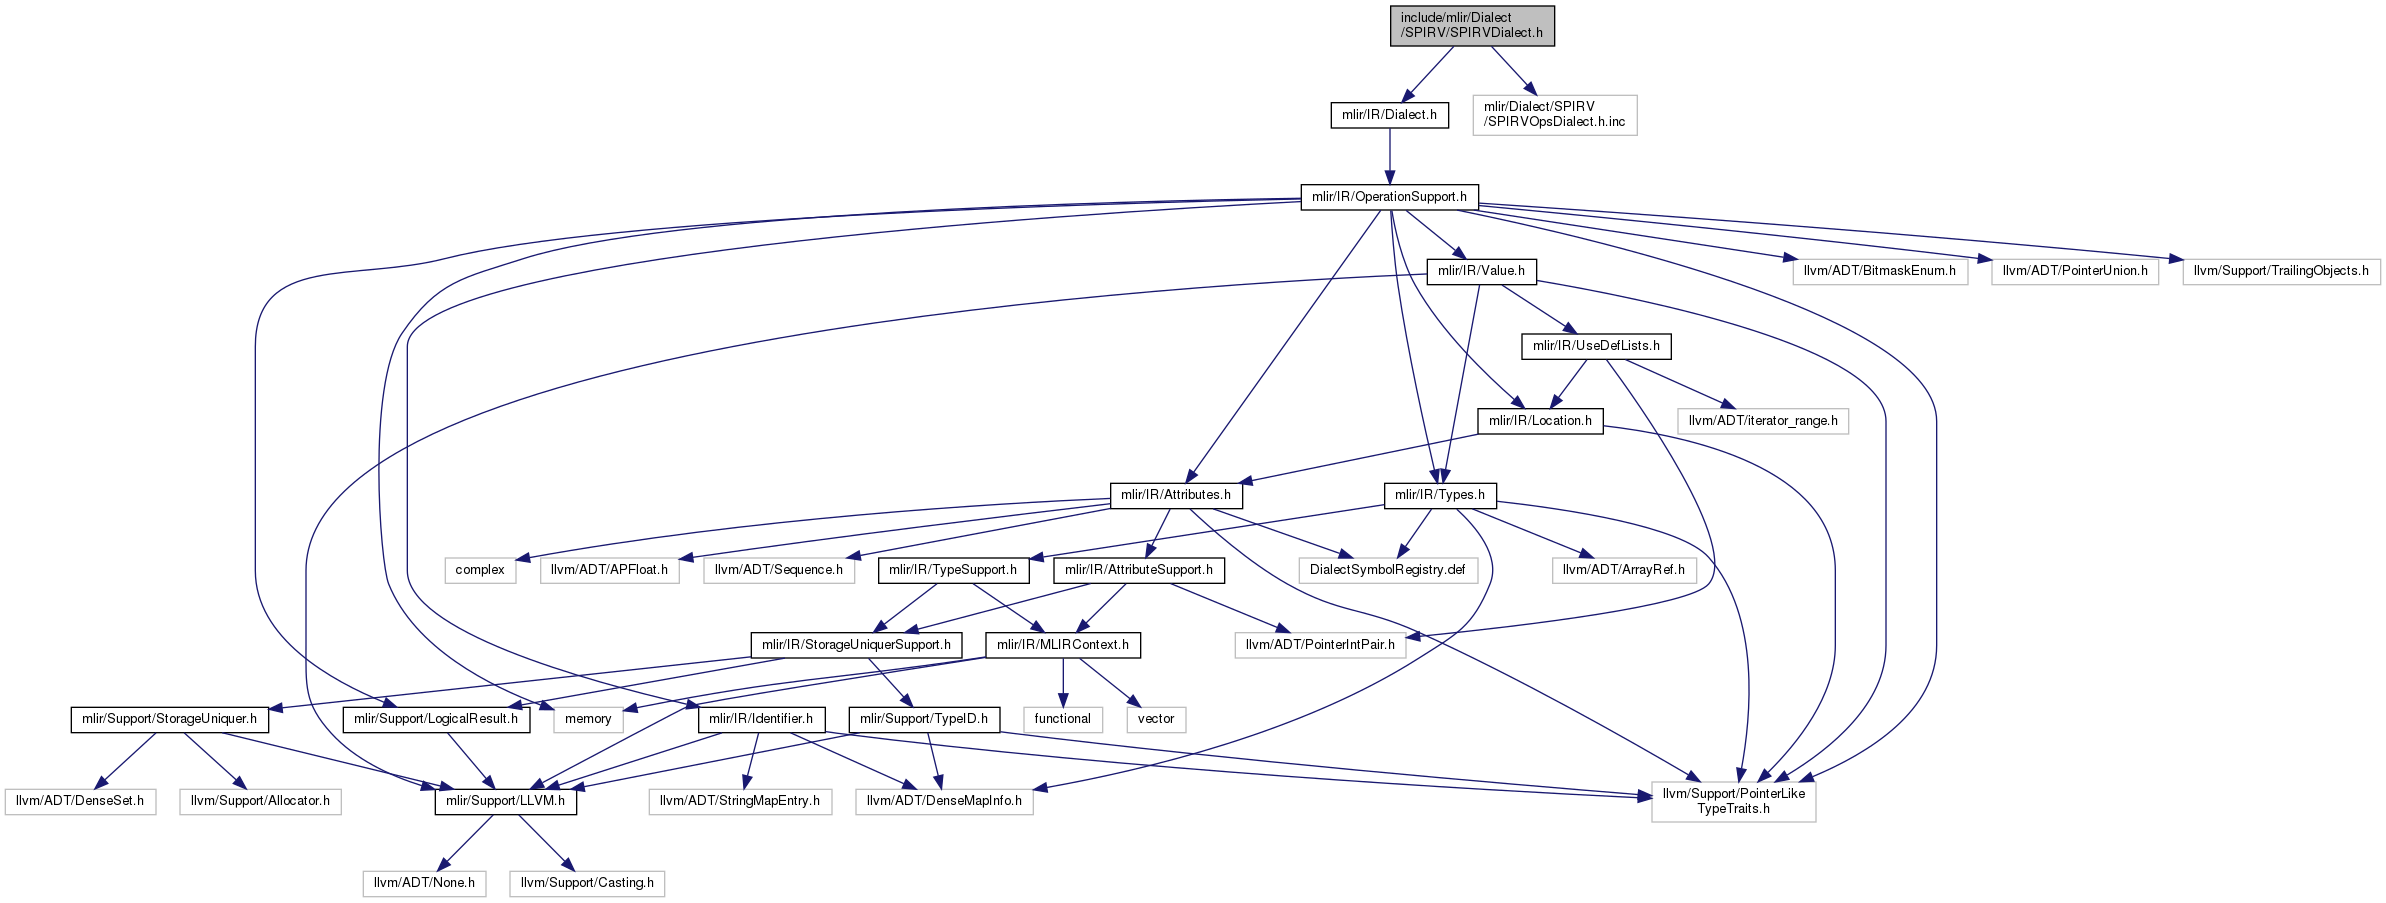 include/mlir/Dialect
/SPIRV/SPIRVDialect.h
mlir/IR/Dialect.h
mlir/Dialect/SPIRV
/SPIRVOpsDialect.h.inc
mlir/IR/OperationSupport.h
mlir/IR/Value.h
llvm/ADT/BitmaskEnum.h
llvm/ADT/PointerUnion.h
llvm/Support/TrailingObjects.h
mlir/IR/UseDefLists.h
mlir/IR/Location.h
llvm/ADT/iterator_range.h
mlir/IR/Attributes.h
mlir/IR/Types.h
complex
llvm/ADT/APFloat.h
llvm/ADT/Sequence.h
mlir/IR/TypeSupport.h
mlir/IR/AttributeSupport.h
DialectSymbolRegistry.def
llvm/ADT/ArrayRef.h
mlir/IR/StorageUniquerSupport.h
mlir/IR/MLIRContext.h
llvm/ADT/PointerIntPair.h
mlir/Support/StorageUniquer.h
mlir/Support/LogicalResult.h
memory
mlir/IR/Identifier.h
mlir/Support/TypeID.h
functional
vector
llvm/ADT/DenseSet.h
llvm/Support/Allocator.h
mlir/Support/LLVM.h
llvm/ADT/StringMapEntry.h
llvm/ADT/DenseMapInfo.h
llvm/Support/PointerLike
TypeTraits.h
llvm/ADT/None.h
llvm/Support/Casting.h